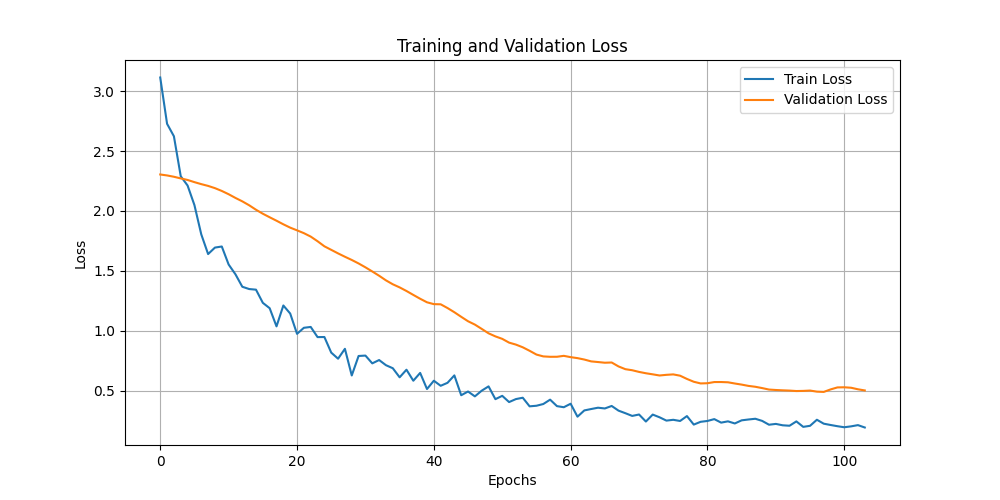 Training and Validation Loss
Train Loss
Validation Loss
3.0
2.5
2.0
1.5
1.0
0.5
Loss
0 20 40 60 80 100
Epochs